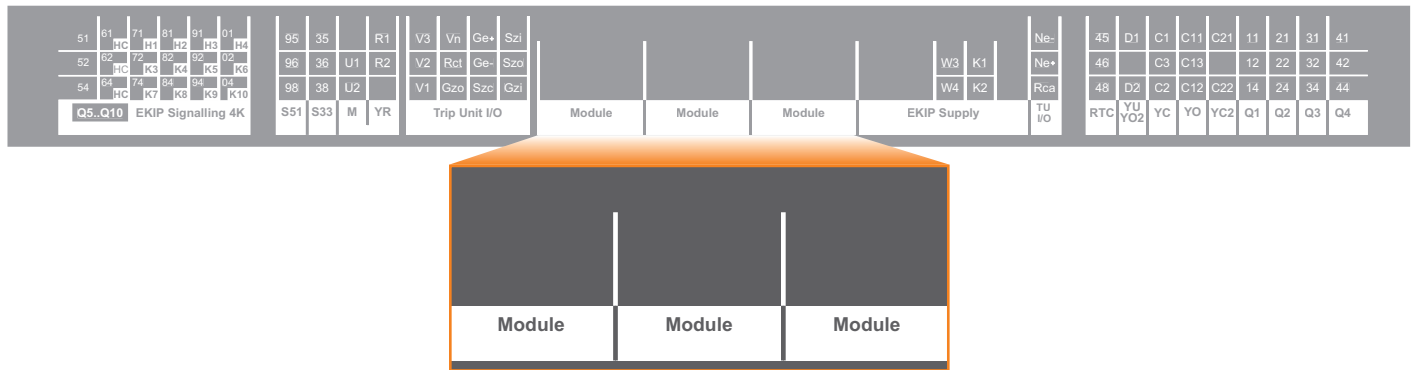 61 71 81 91 01
51 HC H1 H2 H3 H4 95 35 R1 V3 Vn Ge+ Szi Ne- 45 D1 C1 C11 C21 11 21 31 41
62 72 82 92 02
52 HC K3 K4 K5 K6 96 36 U1 R2 V2 Rct Ge- Szo W3 K1 Ne+ 46 C3 C13 12 22 32 42
64 74 84 94 04
54 HC K7 K8 K9 K10 98 38 U2 V1 Gzo Szc Gzi W4 K2 Rca 48 D2 C2 C12 C22 14 24 34 44
Q5..Q10 EKIP Signalling 4K S51 S33 M YR Trip Unit I/O Module Module Module EKIP Supply TU I/O RTC YU YO2 YC YO YC2 Q1 Q2 Q3 Q4
Module Module Module